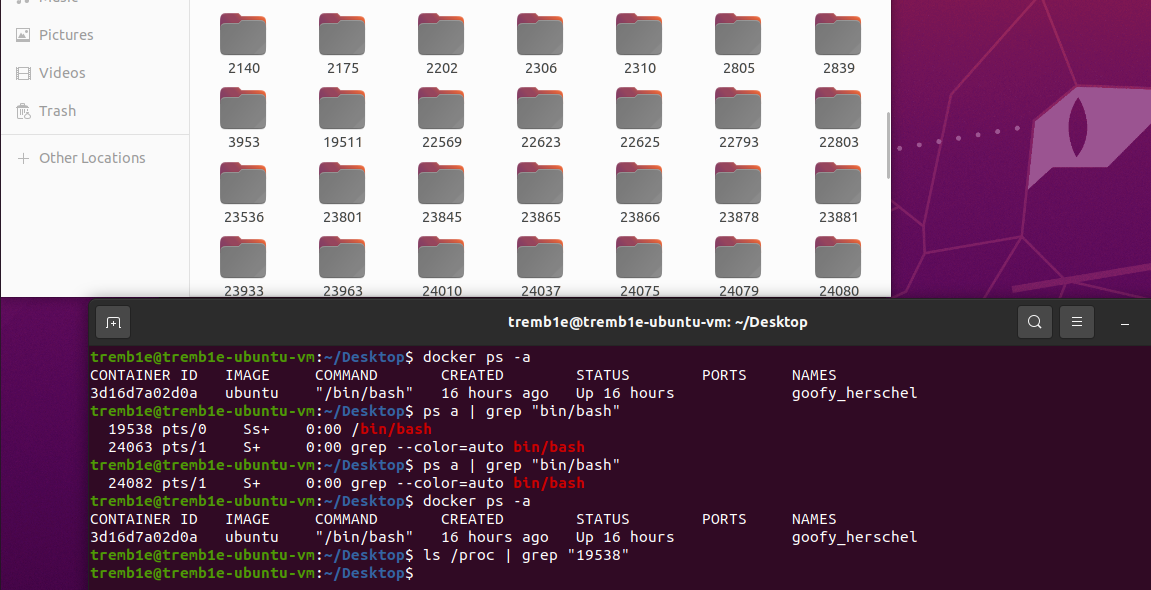 Music
Pictures
Videos
Trash
Other Locations
2140 2175 2202 2306 2310 2805 2839
3953 19511 22569 22623 22625 22793 22803
23536 23801 23845 23865 23866 23878 23881
23933 23963 24010 24037 24075 24079 24080
tremb1e@tremb1e-ubuntu-vm: ~/Desktop
tremb1e@tremb1e-ubuntu-vm:~/Desktop$ docker ps -a
CONTAINER ID IMAGE COMMAND CREATED STATUS PORTS NAMES
3d16d7a02d0a ubuntu "/bin/bash" 16 hours ago Up 16 hours goofy_herschel
tremb1e@tremb1e-ubuntu-vm:~/Desktop$ ps a | grep "bin/bash"
19538 pts/0 Ss+ 0:00 /bin/bash
24063 pts/1 S+ 0:00 grep --color=auto bin/bash
tremb1e@tremb1e-ubuntu-vm:~/Desktop$ ps a | grep "bin/bash"
24082 pts/1 S+ 0:00 grep --color=auto bin/bash
tremb1e@tremb1e-ubuntu-vm:~/Desktop$ docker ps -a
CONTAINER ID IMAGE COMMAND CREATED STATUS PORTS NAMES
3d16d7a02d0a ubuntu "/bin/bash" 16 hours ago Up 16 hours goofy_herschel
tremb1e@tremb1e-ubuntu-vm:~/Desktop$ ls /proc | grep "19538"
tremb1e@tremb1e-ubuntu-vm:~/Desktop$